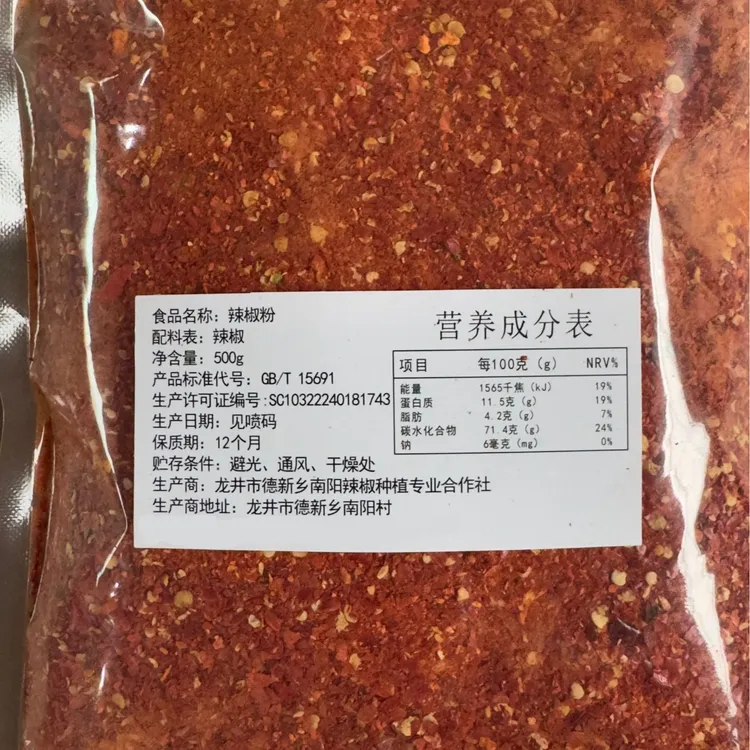 食品名称：辣椒粉
配料表：辣椒
净含量：500g
产品标准代号：GB/T 15691
生产许可证编号:SC10322240181743
生产日期：见喷码
保质期：12个月
贮存条件：避光、通风、干燥处
生产商：龙井市德新乡南阳辣椒种植专业合作社
生产商地址：龙井市德新乡南阳村
营养成分表
项目 每100克（g） NRV%
能量 1565千焦（kJ） 19%
蛋白质 11.5克（g） 19%
脂肪 4.2克（g） 7%
碳水化合物 71.4克（g） 24%
钠 6毫克（mg） 0%